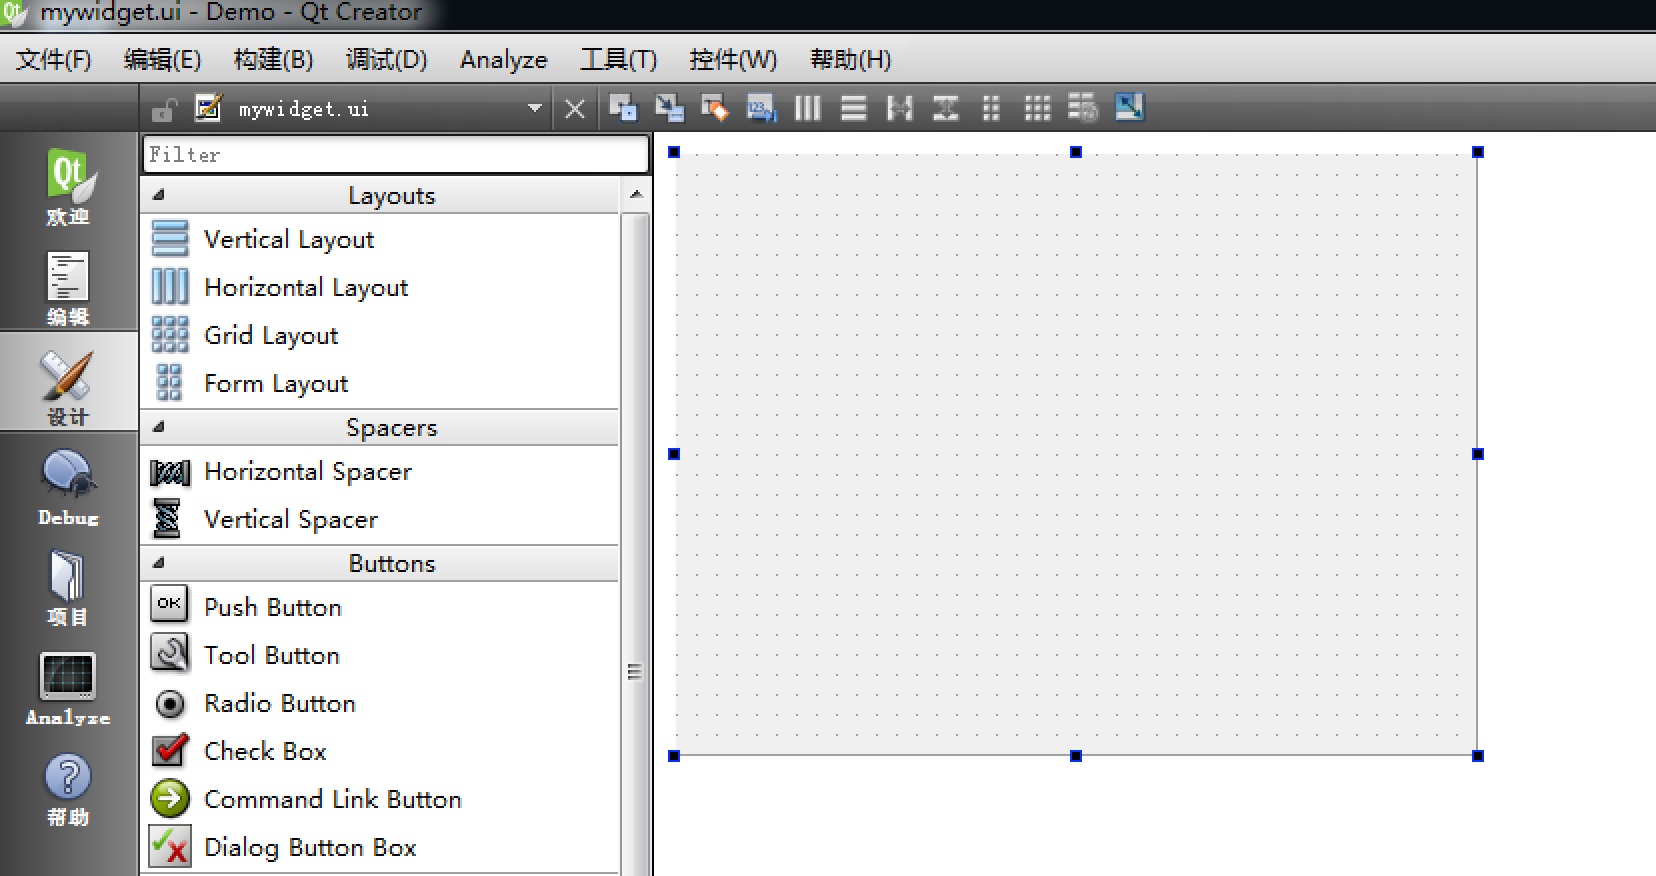 Qt mywidget.ui - Demo - Qt Creator
文件(F) 编辑(E) 构建(B) 调试(D) Analyze 工具(T) 控件(W) 帮助(H)
mywidget.ui
123
Qt
欢迎
编辑
设计
Debug
项目
Analyze
帮助
Filter
Layouts
Vertical Layout
Horizontal Layout
Grid Layout
Form Layout
Spacers
Horizontal Spacer
Vertical Spacer
Buttons
OK Push Button
Tool Button
Radio Button
Check Box
Command Link Button
Dialog Button Box